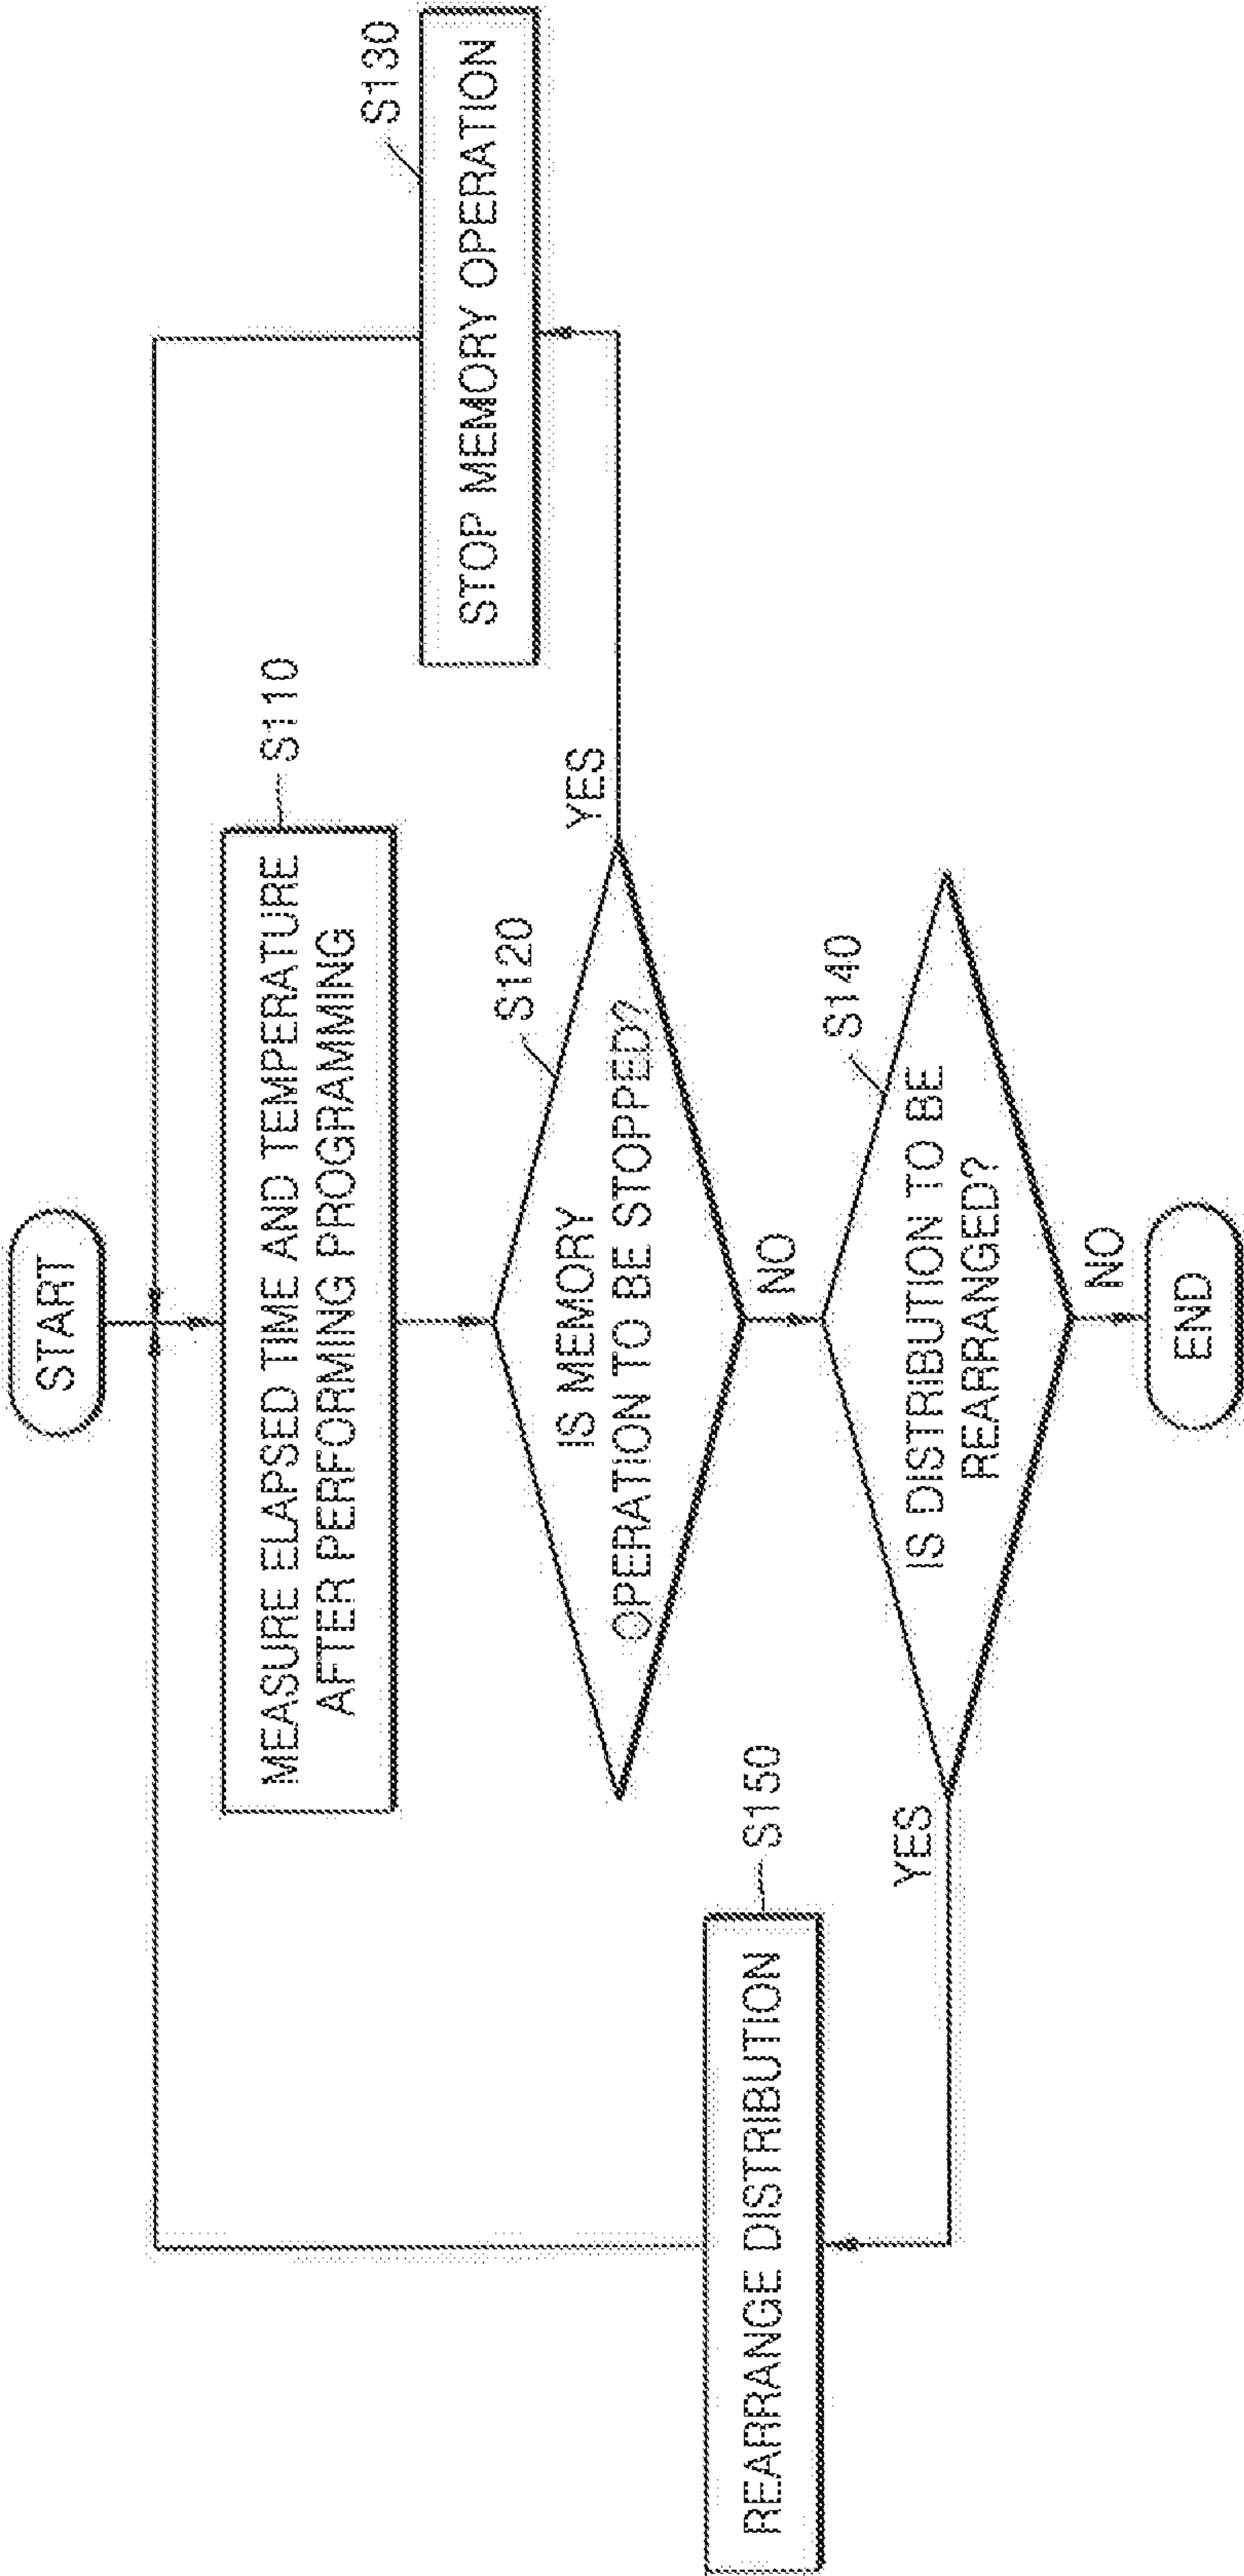 START
MEASURE ELAPSED TIME AND TEMPERATURE
AFTER PERFORMING PROGRAMMING
S110
IS MEMORY
OPERATION TO BE STOPPED?
S120
YES
STOP MEMORY OPERATION
S130
NO
IS DISTRIBUTION TO BE
REARRANGED?
S140
YES
REARRANGE DISTRIBUTION
S150
NO
END